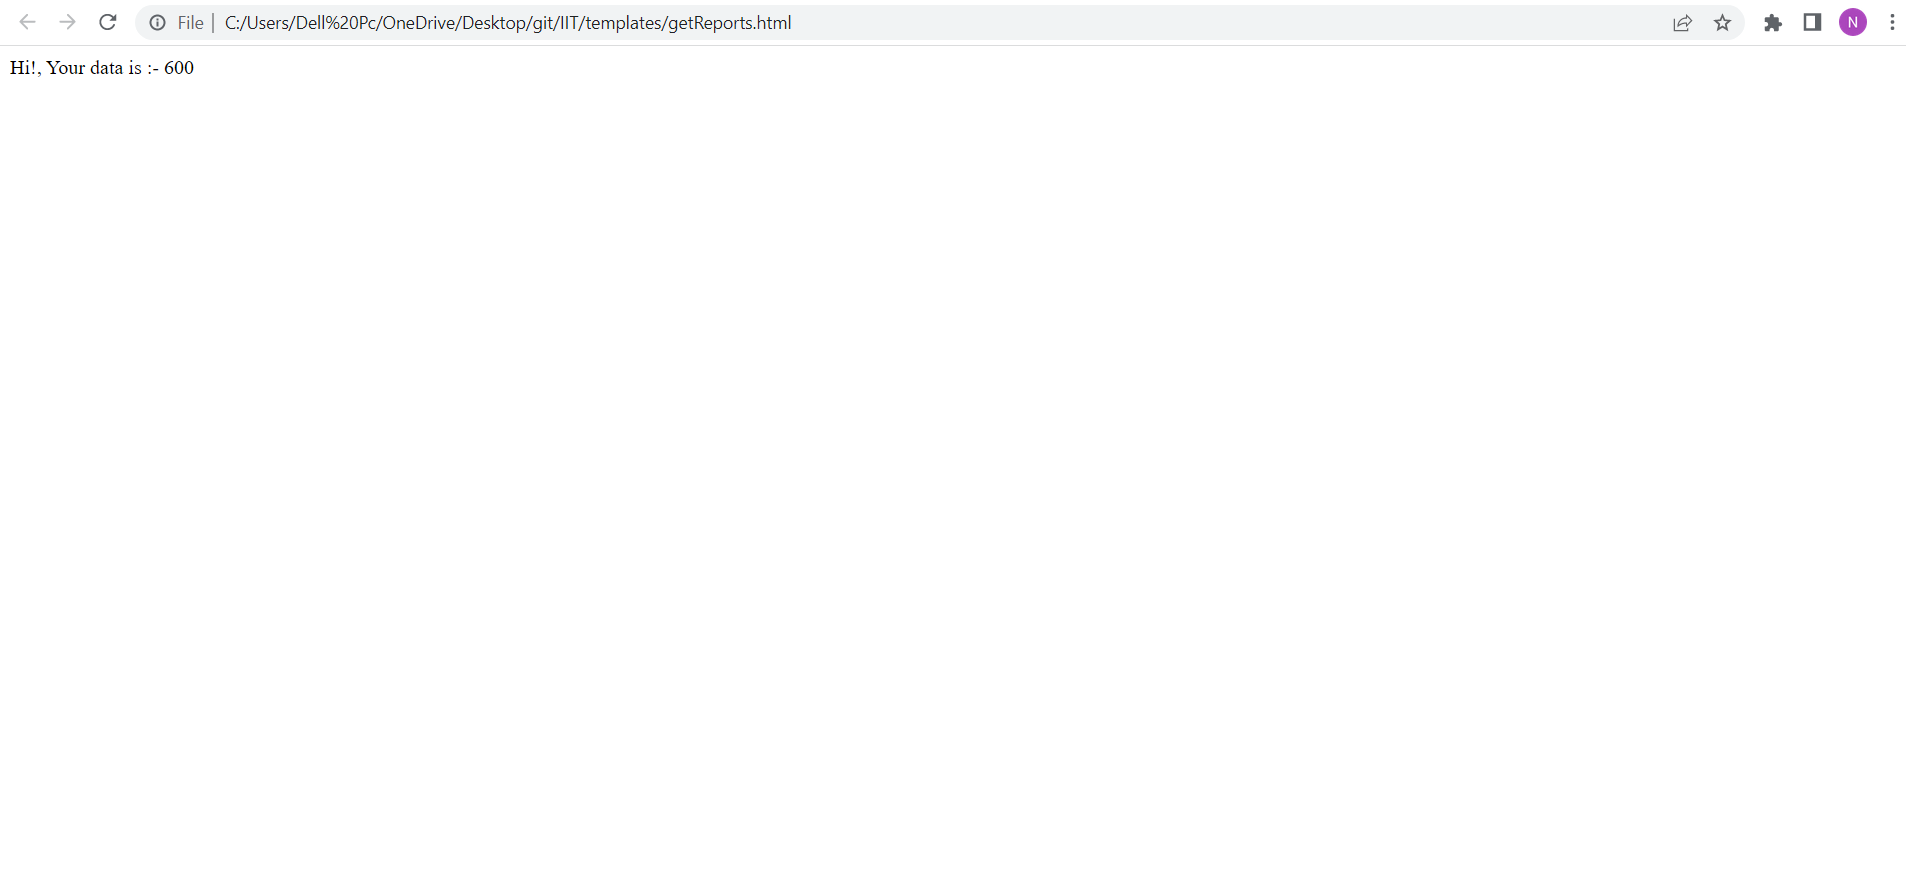 File | C:/Users/Dell%20Pc/OneDrive/Desktop/git/IIT/templates/getReports.html
N
Hi!, Your data is :- 600